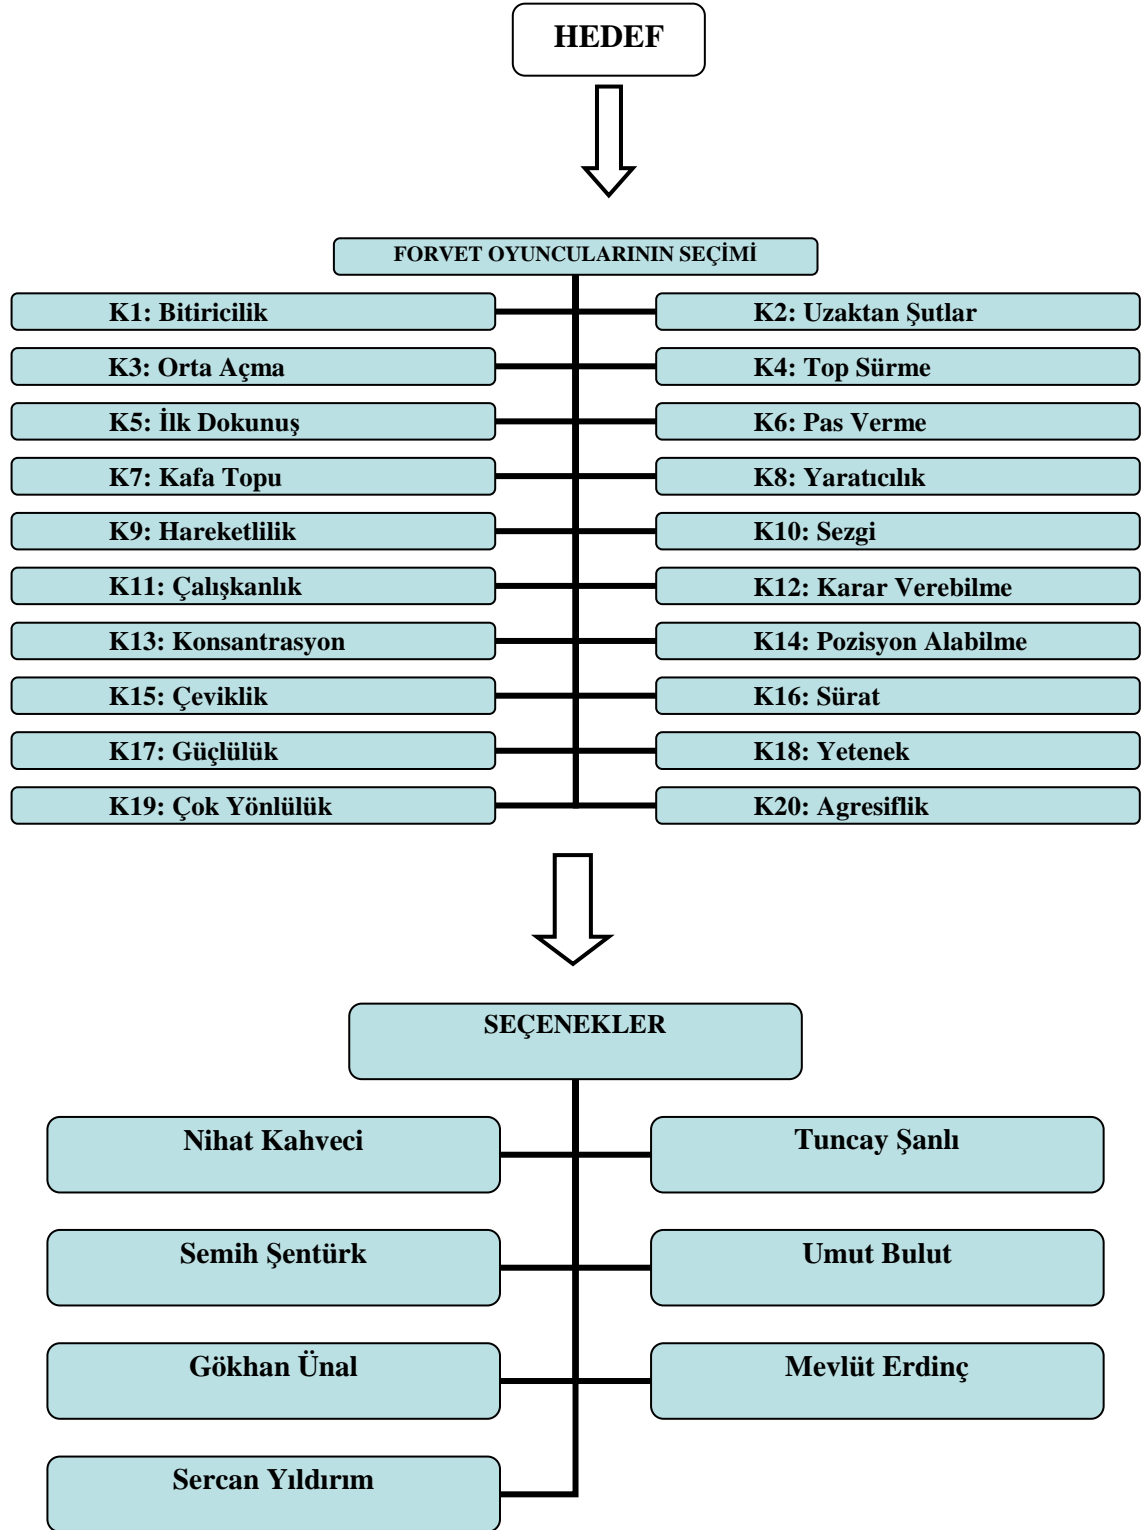 HEDEF
FORVET OYUNCULARININ SEÇİMİ
K1: Bitiricilik
K2: Uzaktan Şutlar
K3: Orta Açma
K4: Top Sürme
K5: İlk Dokunuş
K6: Pas Verme
K7: Kafa Topu
K8: Yaratıcılık
K9: Hareketlilik
K10: Sezgi
K11: Çalışkanlık
K12: Karar Verebilme
K13: Konsantrasyon
K14: Pozisyon Alabilme
K15: Çeviklik
K16: Sürat
K17: Güçlülük
K18: Yetenek
K19: Çok Yönlülük
K20: Agresiflik
SEÇENEKLER
Nihat Kahveci
Tuncay Şanlı
Semih Şentürk
Umut Bulut
Gökhan Ünal
Mevlüt Erdinç
Sercan Yıldırım